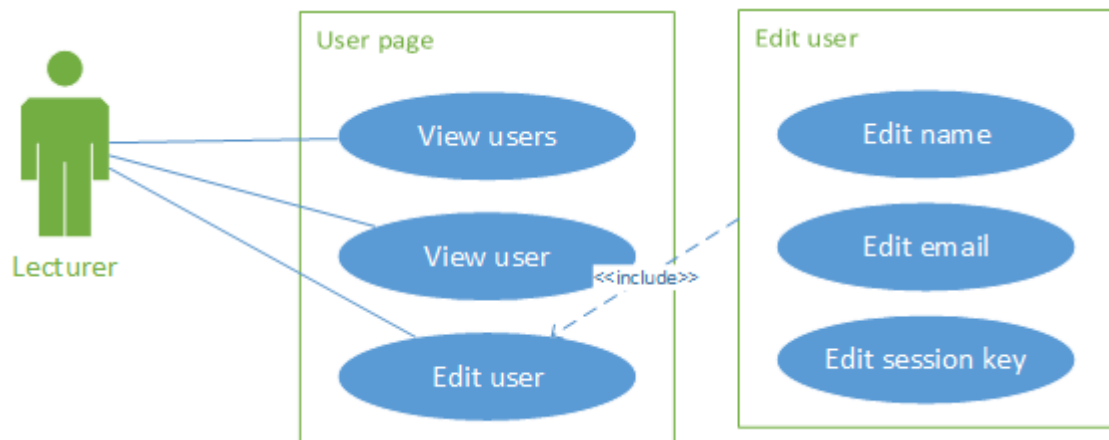 User page
Edit user
View users
Edit name
View user
Edit email
<<include>>
Lecturer
Edit user
Edit session key